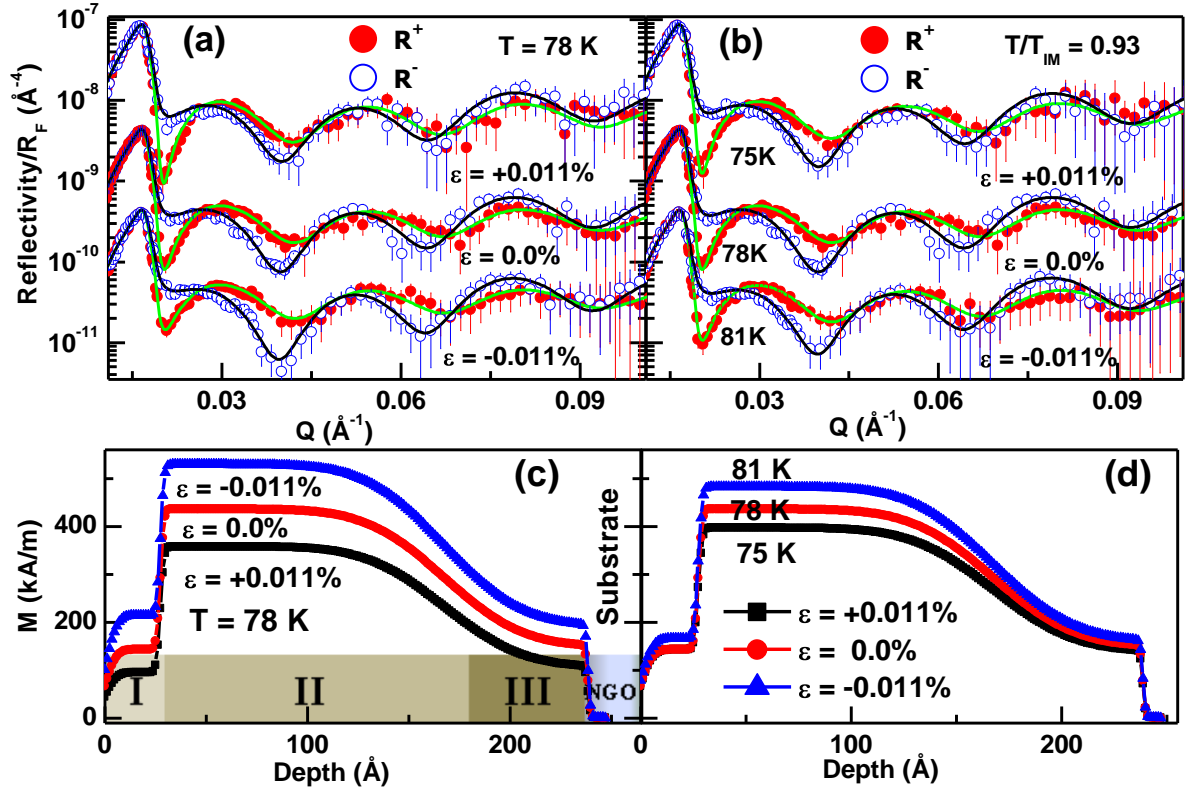 10⁻⁷
10⁻⁸
10⁻⁹
10⁻¹⁰
10⁻¹¹
Reflectivity/R_F (Å⁻⁴)
(a)
R⁺
R⁻
T = 78 K
ε = +0.011%
ε = 0.0%
ε = -0.011%
0.03 0.06 0.09
Q (Å⁻¹)
(b)
R⁺
R⁻
T/T_IM = 0.93
75K
ε = +0.011%
78K
ε = 0.0%
81K
ε = -0.011%
0.03 0.06 0.09
Q (Å⁻¹)
(c)
M (kA/m)
400
200
0
ε = -0.011%
ε = 0.0%
ε = +0.011%
T = 78 K
I II III NGO
0 100 200
Depth (Å)
Substrate
(d)
81 K
78 K
75 K
ε = +0.011%
ε = 0.0%
ε = -0.011%
0 100 200
Depth (Å)